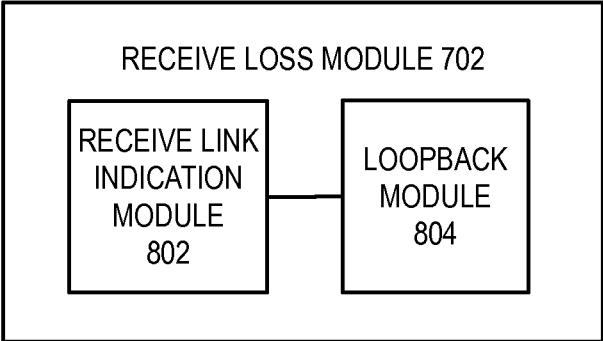 RECEIVE LOSS MODULE 702
RECEIVE LINK
INDICATION
MODULE
802
LOOPBACK
MODULE
804